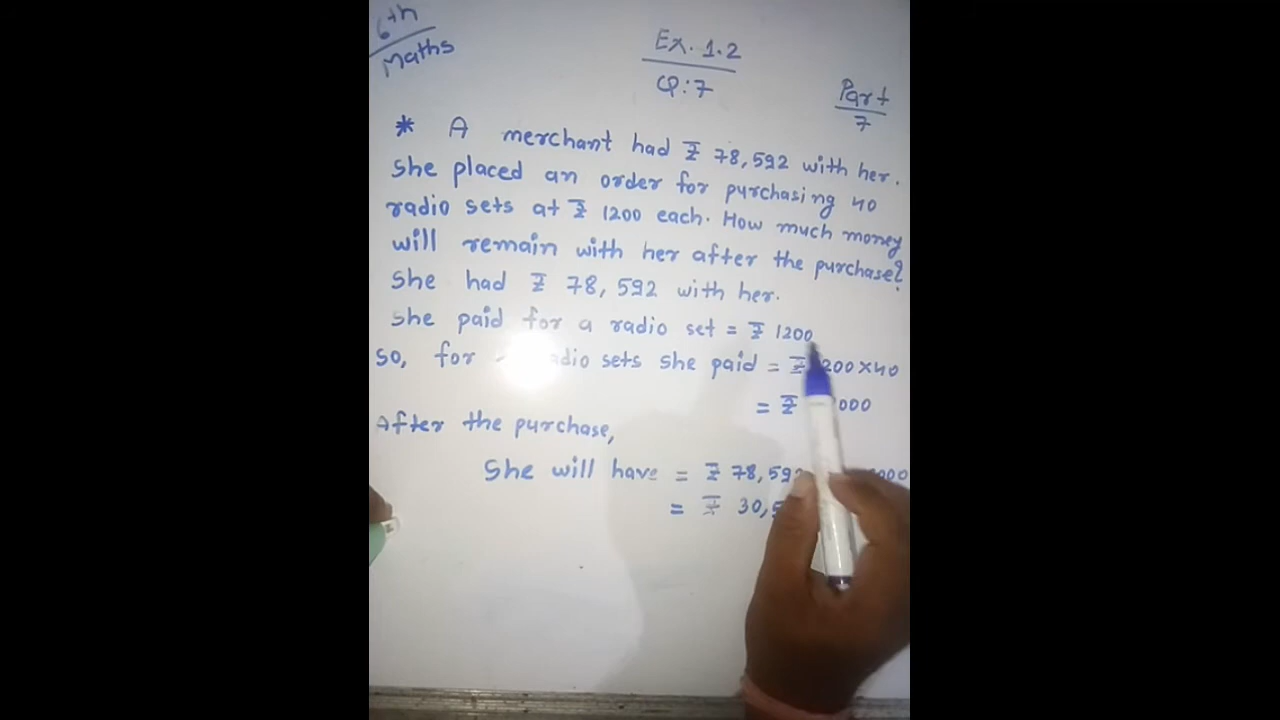 6th
Maths
Ex. 1.2
Q:7
Part
7
* A merchant had ₹ 78,592 with her.
She placed an order for purchasing 40
radio sets at ₹ 1200 each. How much money
will remain with her after the purchase?
She had ₹ 78,592 with her.
She paid for a radio set = ₹ 1200
So, for radio sets she paid = ₹ 1200×40
= ₹ 000
After the purchase,
She will have = ₹ 78,592 000
= ₹ 30,5